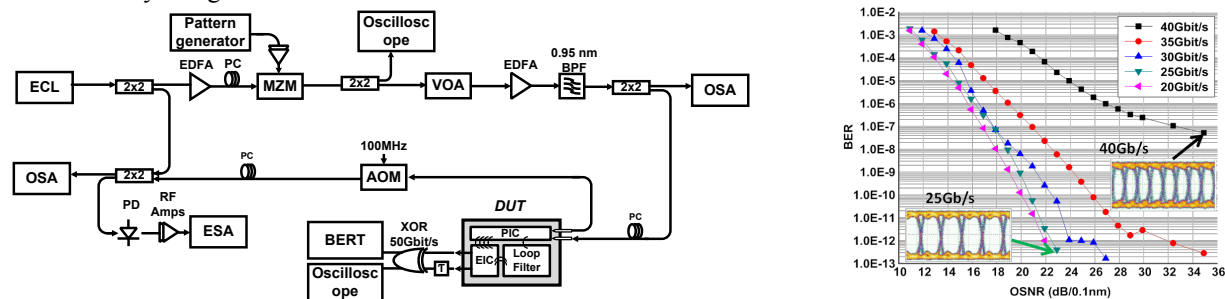 Pattern
generator
Oscillosc
ope
EDFA
PC
ECL
2x2
MZM
2x2
VOA
EDFA
0.95 nm
BPF
2x2
OSA
100MHz
PC
OSA
2x2
AOM
PD
RF
Amps
ESA
DUT
PC
XOR
50Gbit/s
BERT
PIC
EIC
Loop
Filter
τ
Oscillosc
ope
1.0E-2
1.0E-3
1.0E-4
1.0E-5
1.0E-6
1.0E-7
1.0E-8
1.0E-9
1.0E-10
1.0E-11
1.0E-12
1.0E-13
BER
40Gbit/s
35Gbit/s
30Gbit/s
25Gbit/s
20Gbit/s
40Gb/s
25Gb/s
10 12 14 16 18 20 22 24 26 28 30 32 34 36
OSNR (dB/0.1nm)